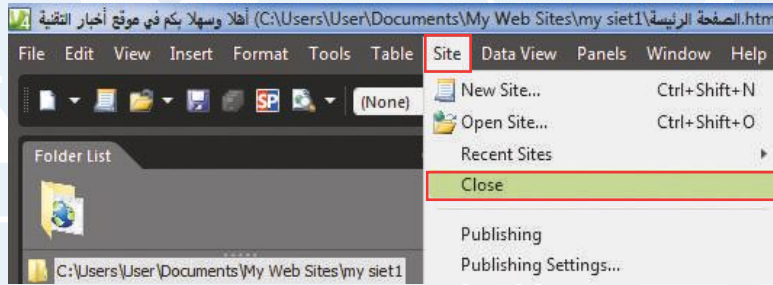 أهلا وسهلا بكم في موقع أخبار التقنية (C:\Users\User\Documents\My Web Sites\my siet1\الصفحة الرئيسة.htm
File Edit View Insert Format Tools Table Site Data View Panels Window Help
(None)
New Site... Ctrl+Shift+N
Open Site... Ctrl+Shift+O
Folder List
Recent Sites
Close
Publishing
C:\Users\User\Documents\My Web Sites\my siet1
Publishing Settings...